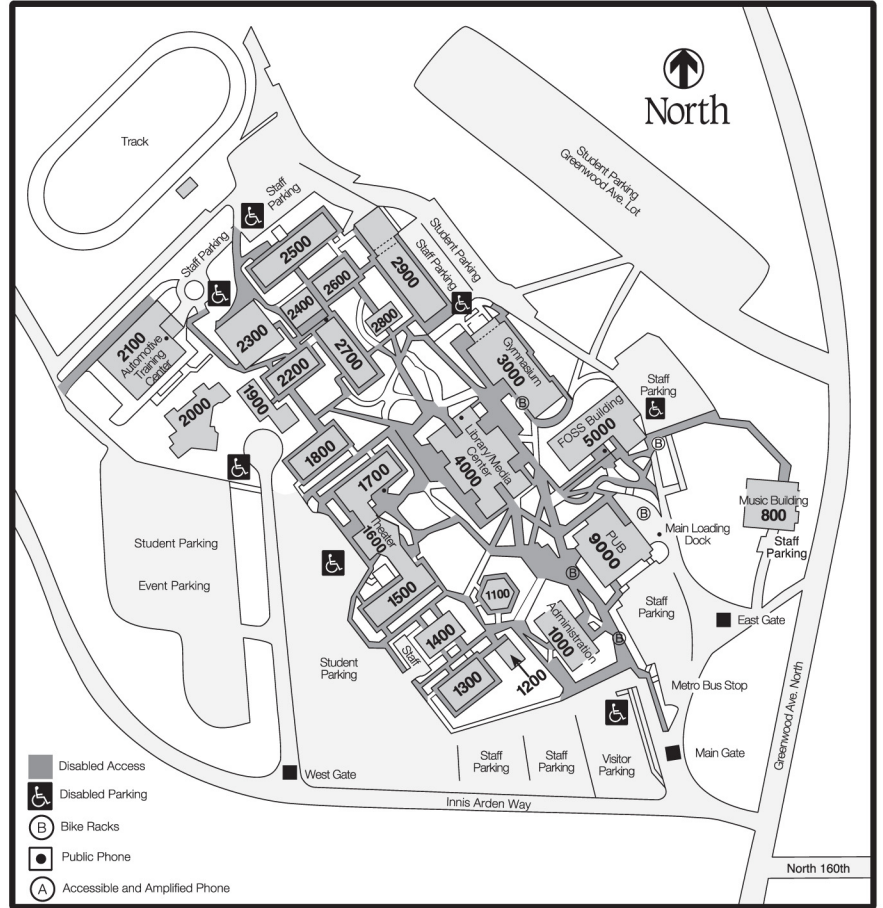 North
Track
Student Parking
Greenwood Ave. Lot
Staff
Parking
Staff Parking
Student Parking
Staff Parking
2500
2600
2900
2400
2800
2300
2700
2100
Automotive
Training
Center
2200
1900
2000
Gymnasium
3000
Staff
Parking
FOSS Building
5000
B
B
1800
Library/Media
Center
4000
1700
Theater
1600
Music Building
800
Staff
Parking
B
Main Loading
Dock
PUB
9000
B
Student Parking
Event Parking
1500
1100
Staff
Parking
East Gate
1400
Administration
1000
B
Staff
Student
Parking
1300
1200
Metro Bus Stop
Greenwood Ave. North
Staff
Parking
Staff
Parking
Visitor
Parking
Main Gate
West Gate
Innis Arden Way
North 160th
Disabled Access
Disabled Parking
B Bike Racks
Public Phone
A Accessible and Amplified Phone